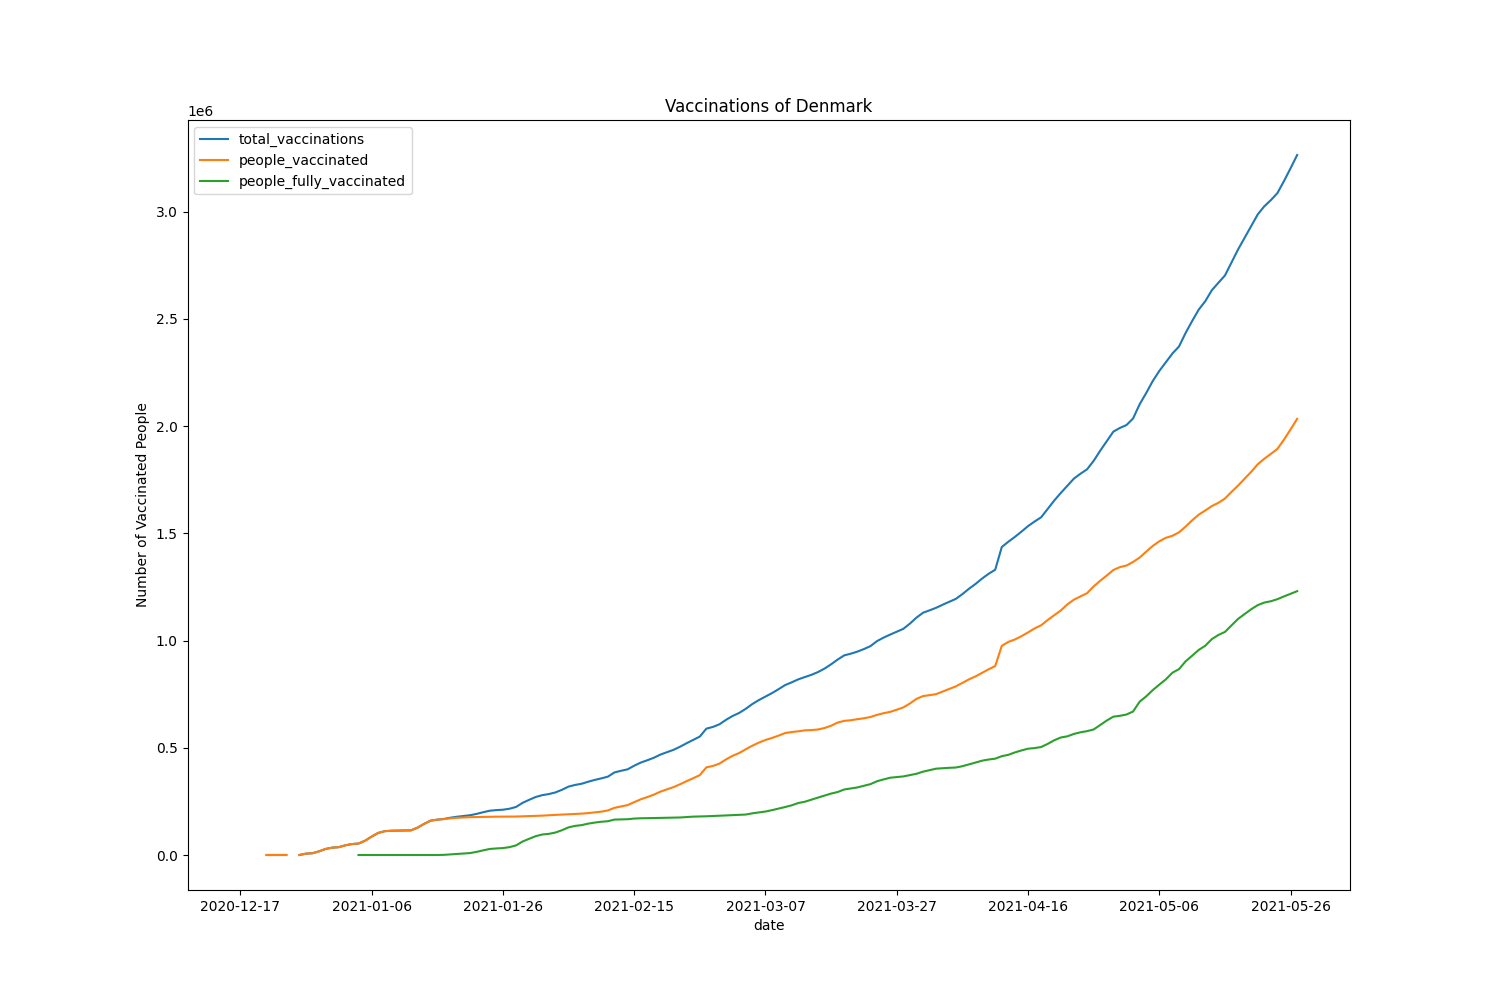 Vaccinations of Denmark
1e6
total_vaccinations
people_vaccinated
people_fully_vaccinated
3.0
2.5
2.0
1.5
1.0
0.5
0.0
Number of Vaccinated People
2020-12-17 2021-01-06 2021-01-26 2021-02-15 2021-03-07 2021-03-27 2021-04-16 2021-05-06 2021-05-26
date